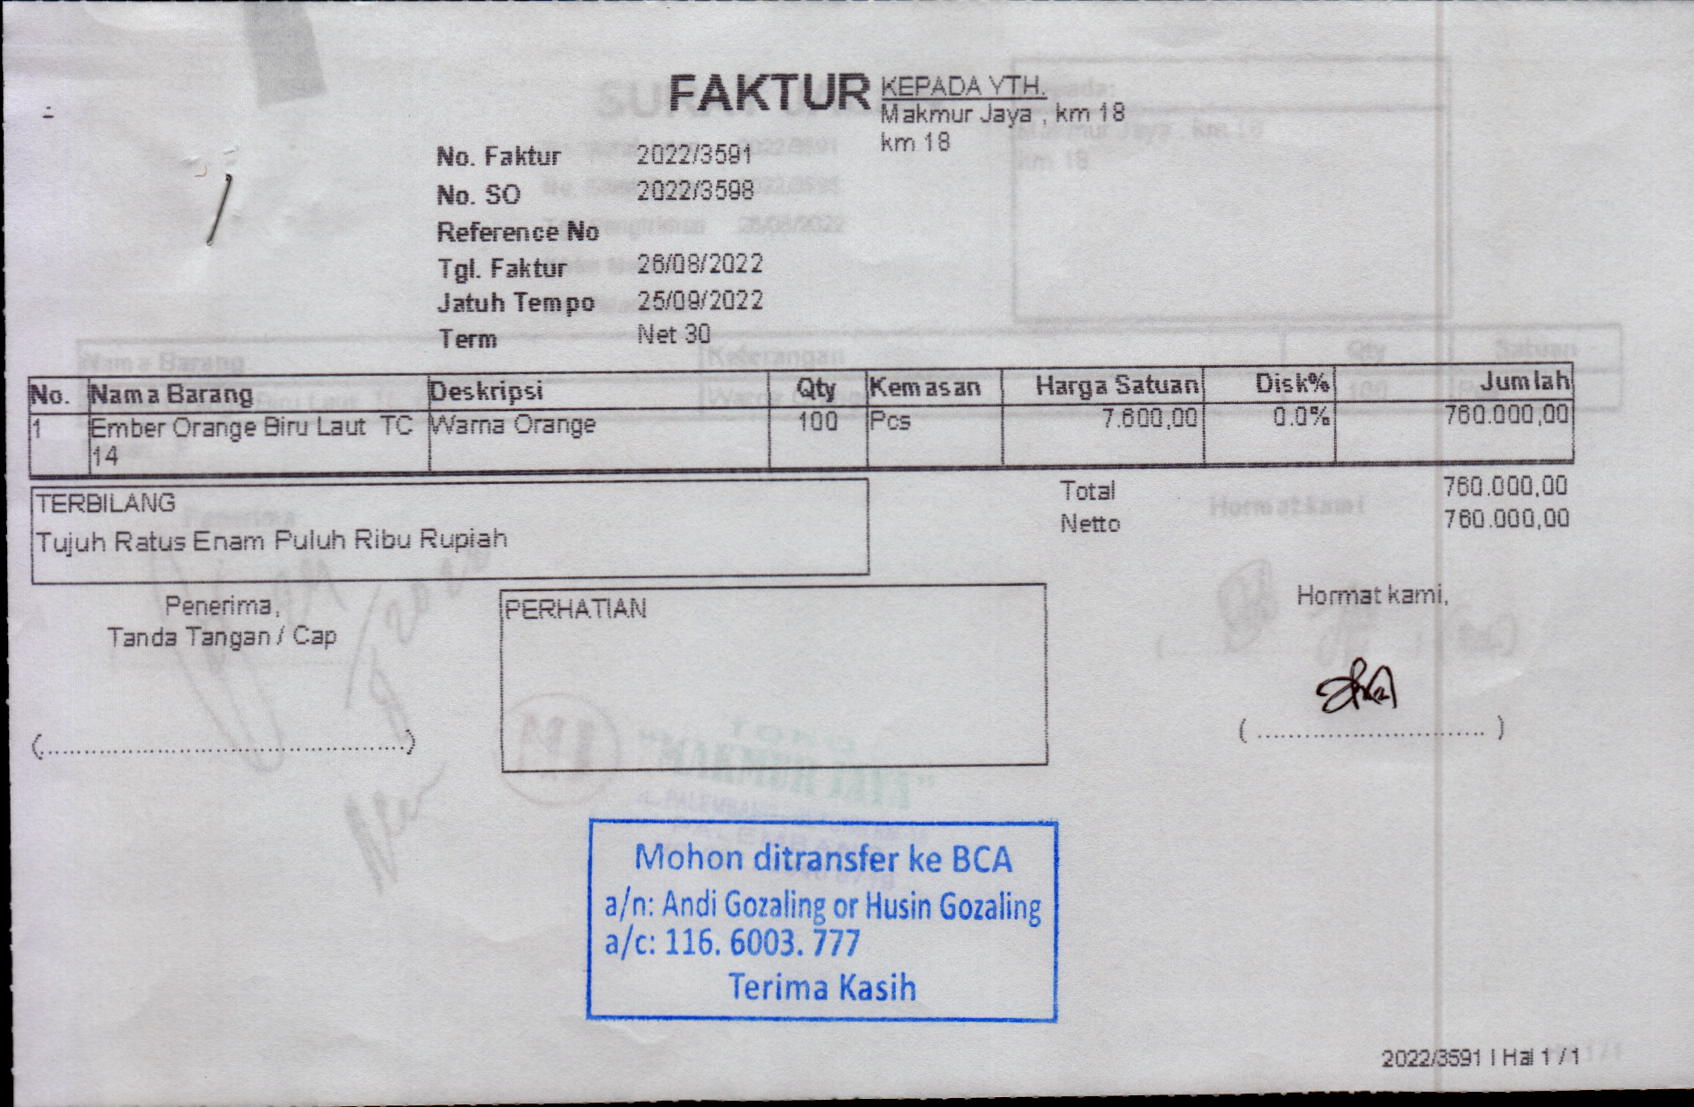 FAKTUR
KEPADA YTH.
Makmur Jaya , km 18
km 18
No. Faktur 2022/3591
No. SO 2022/3598
Reference No
Tgl. Faktur 26/08/2022
Jatuh Tempo 25/09/2022
Term Net 30
No. Nama Barang Deskripsi Qty Kemasan Harga Satuan Disk% Jumlah
1 Ember Orange Biru Laut TC Warna Orange 100 Pcs 7.600,00 0.0% 760.000,00
14
TERBILANG
Tujuh Ratus Enam Puluh Ribu Rupiah
Total 760.000,00
Netto 760.000,00
Penerima,
Tanda Tangan / Cap
PERHATIAN
Hormat kami,
Mohon ditransfer ke BCA
a/n: Andi Gozaling or Husin Gozaling
a/c: 116. 6003. 777
Terima Kasih
2022/3591 | Hal 1 / 1